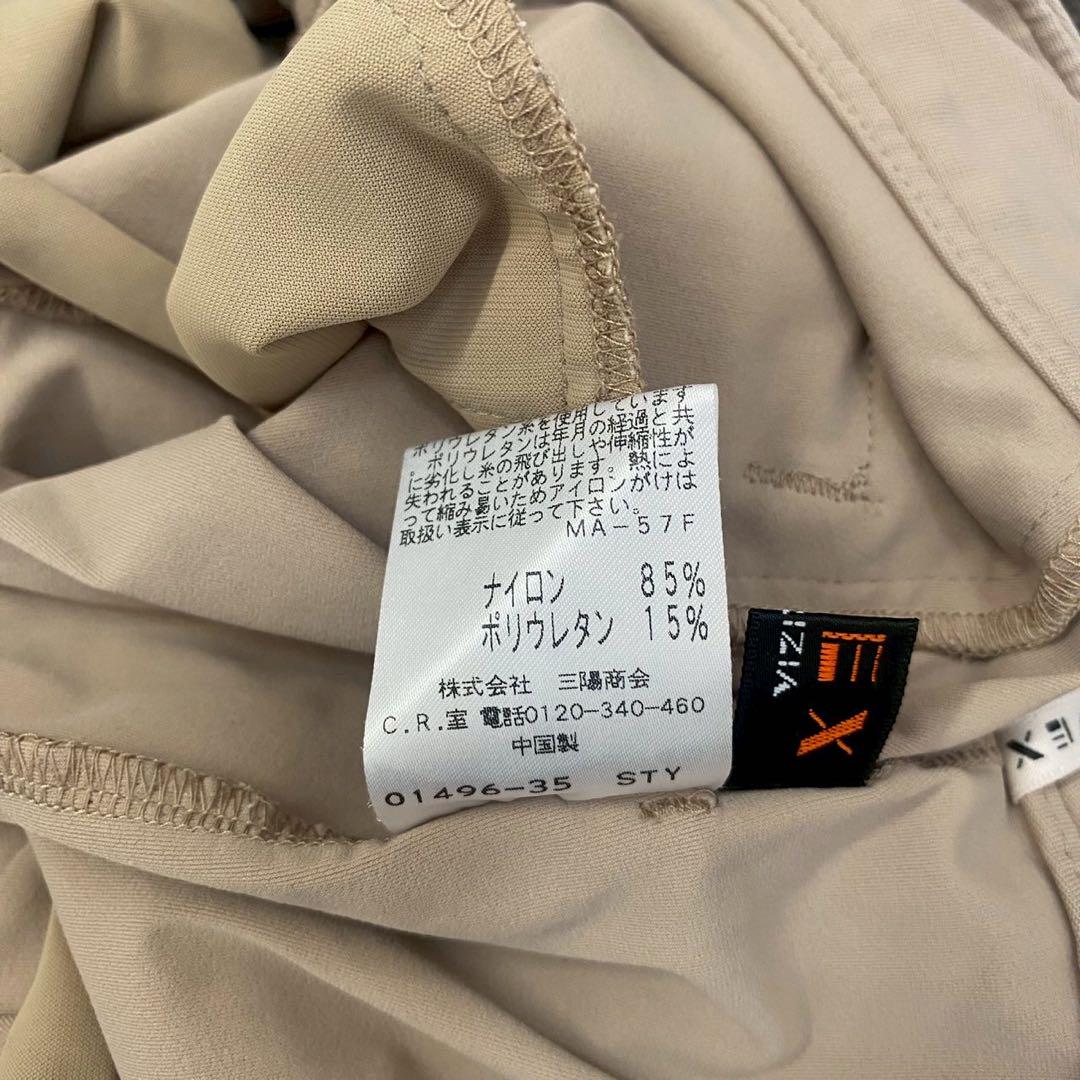 ポリウレタン糸を使用しています
ポリウレタンは年月の経過と共
に劣化し糸の飛び出しや伸縮性が
失われることがあります。熱によ
って縮み易いためアイロンがけは
取扱い表示に従って下さい。
MA-57F
ナイロン 85%
ポリウレタン 15%
株式会社 三陽商会
C.R.室 電話0120-340-460
中国製
01496-35 STY
IZIA
EX